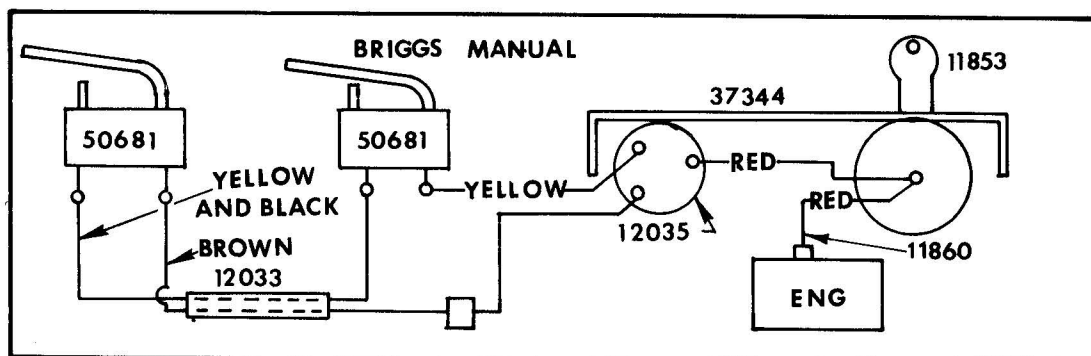 BRIGGS MANUAL
11853
37344
50681
50681
RED
YELLOW
AND BLACK
YELLOW
RED
12035
BROWN
11860
12033
ENG